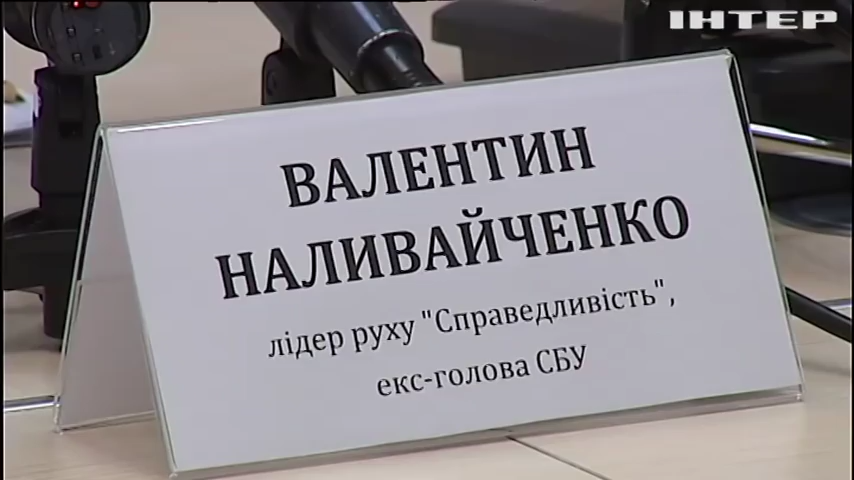 ІНТЕР
ВАЛЕНТИН
НАЛИВАЙЧЕНКО
лідер руху "Справедливість",
екс-голова СБУ